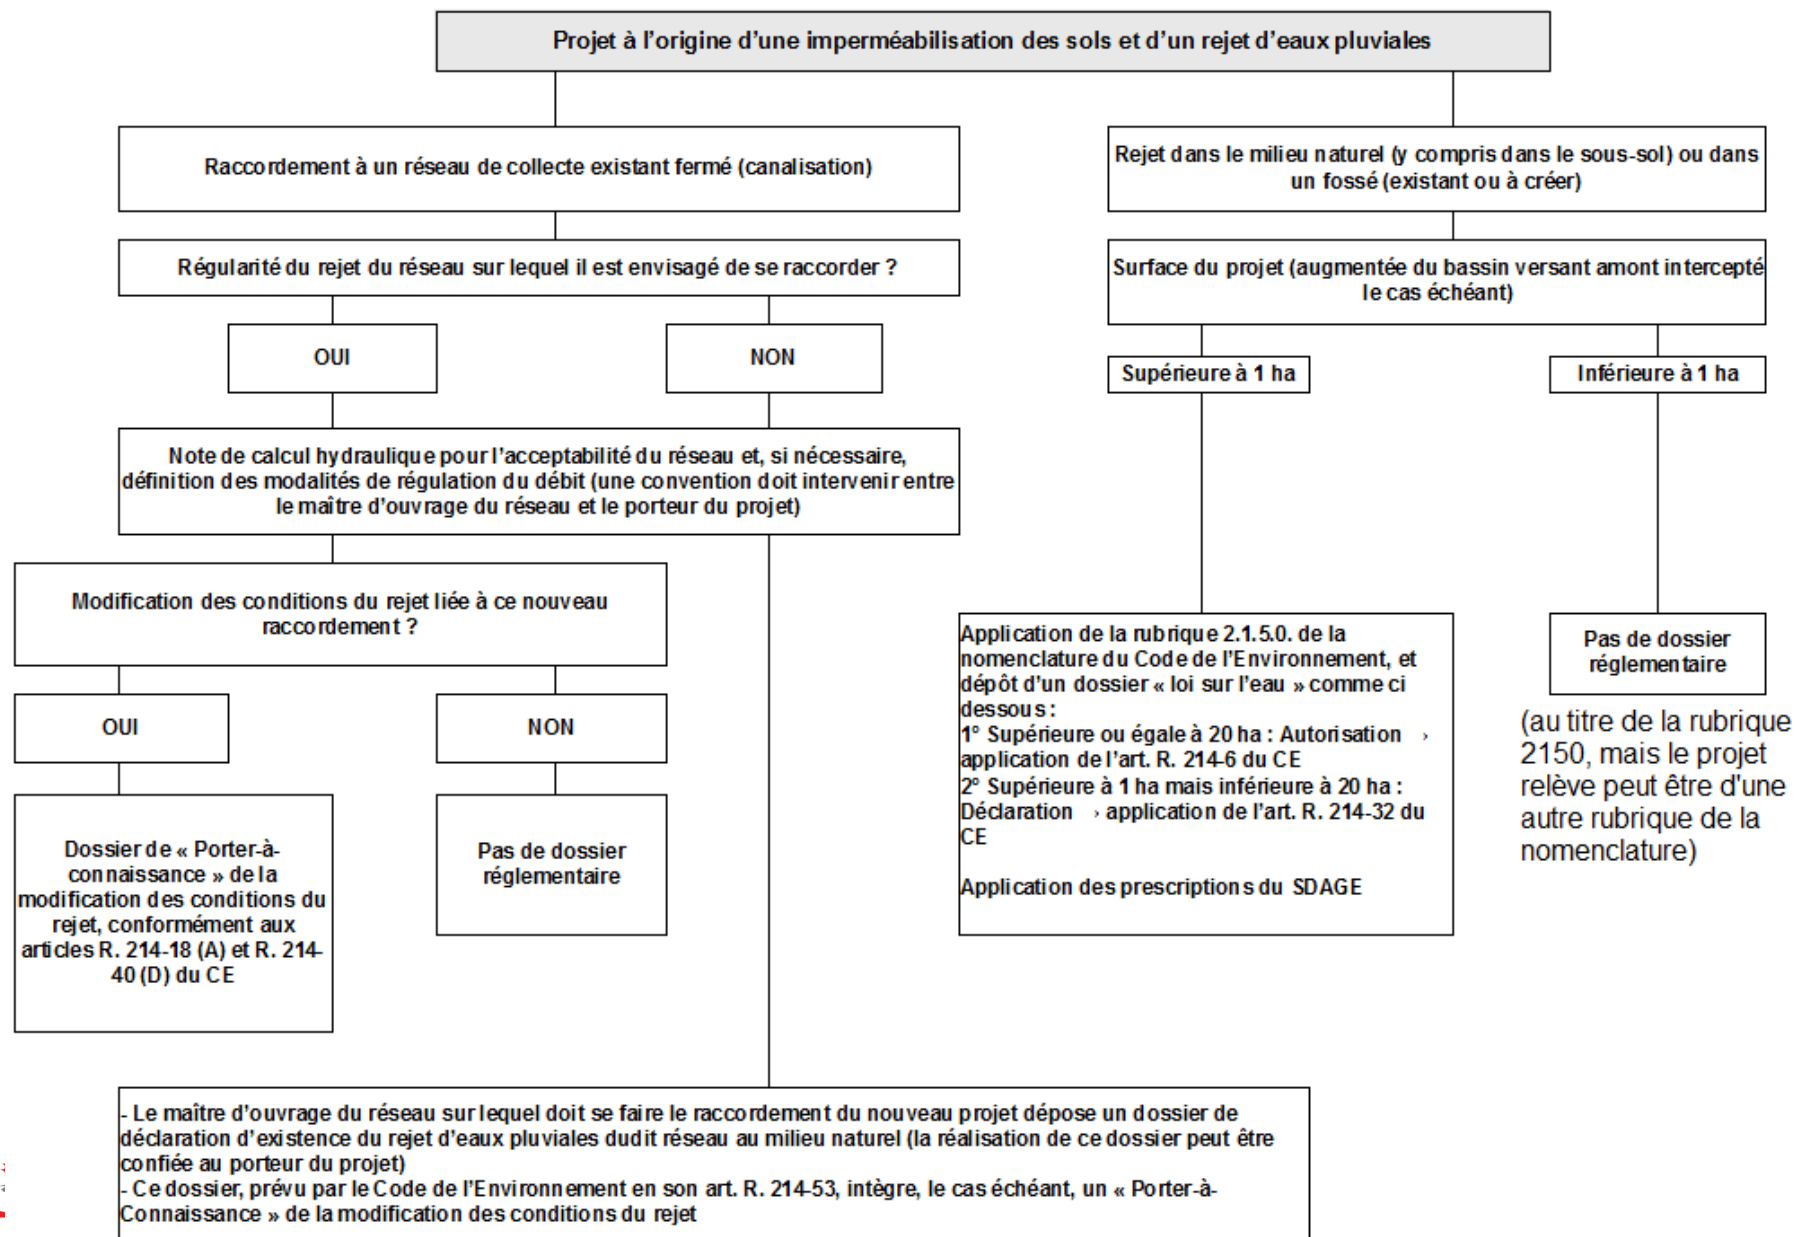 Projet à l'origine d'une imperméabilisation des sols et d'un rejet d'eaux pluviales
Raccordement à un réseau de collecte existant fermé (canalisation)
Régularité du rejet du réseau sur lequel il est envisagé de se raccorder ?
OUI
NON
Note de calcul hydraulique pour l'acceptabilité du réseau et, si nécessaire,
définition des modalités de régulation du débit (une convention doit intervenir entre
le maître d'ouvrage du réseau et le porteur du projet)
Modification des conditions du rejet liée à ce nouveau
raccordement ?
OUI
NON
Dossier de « Porter-à-
connaissance » de la
modification des conditions du
rejet, conformément aux
articles R. 214-18 (A) et R. 214-
40 (D) du CE
Pas de dossier
réglementaire
- Le maître d'ouvrage du réseau sur lequel doit se faire le raccordement du nouveau projet dépose un dossier de
déclaration d'existence du rejet d'eaux pluviales dudit réseau au milieu naturel (la réalisation de ce dossier peut être
confiée au porteur du projet)
- Ce dossier, prévu par le Code de l'Environnement en son art. R. 214-53, intègre, le cas échéant, un « Porter-à-
Connaissance » de la modification des conditions du rejet
Rejet dans le milieu naturel (y compris dans le sous-sol) ou dans
un fossé (existant ou à créer)
Surface du projet (augmentée du bassin versant amont intercepté
le cas échéant)
Supérieure à 1 ha
Inférieure à 1 ha
Application de la rubrique 2.1.5.0. de la
nomenclature du Code de l'Environnement, et
dépôt d'un dossier « loi sur l'eau » comme ci
dessous :
1° Supérieure ou égale à 20 ha : Autorisation ›
application de l'art. R. 214-6 du CE
2° Supérieure à 1 ha mais inférieure à 20 ha :
Déclaration › application de l'art. R. 214-32 du
CE
Application des prescriptions du SDAGE
Pas de dossier
réglementaire
(au titre de la rubrique
2150, mais le projet
relève peut être d'une
autre rubrique de la
nomenclature)